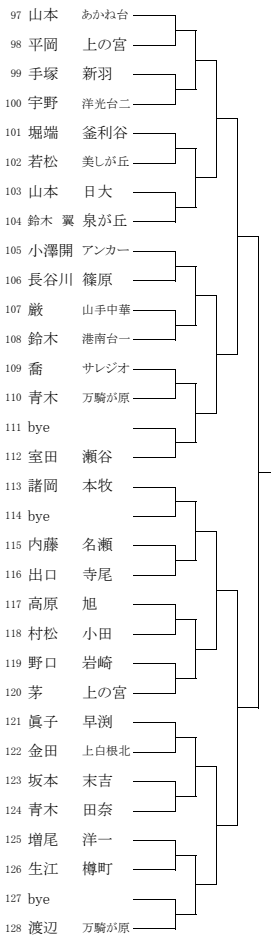 97 山本 あかね台
98 平岡 上の宮
99 手塚 新羽
100 宇野 洋光台二
101 堀端 釜利谷
102 若松 美しが丘
103 山本 日大
104 鈴木 翼 泉が丘
105 小澤開 アンカー
106 長谷川 篠原
107 厳 山手中華
108 鈴木 港南台一
109 喬 サレジオ
110 青木 万騎が原
111 bye
112 室田 瀬谷
113 諸岡 本牧
114 bye
115 内藤 名瀬
116 出口 寺尾
117 高原 旭
118 村松 小田
119 野口 岩崎
120 茅 上の宮
121 眞子 早渕
122 金田 上白根北
123 坂本 末吉
124 青木 田奈
125 増尾 洋一
126 生江 樽町
127 bye
128 渡辺 万騎が原